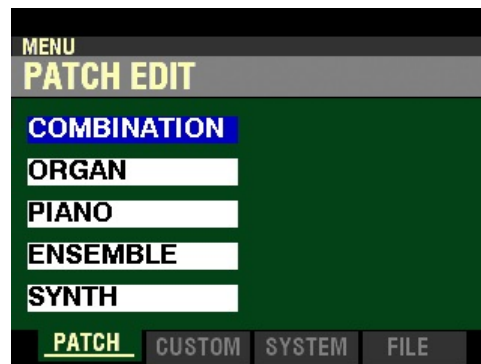 MENU
PATCH EDIT
COMBINATION
ORGAN
PIANO
ENSEMBLE
SYNTH
PATCH CUSTOM SYSTEM FILE